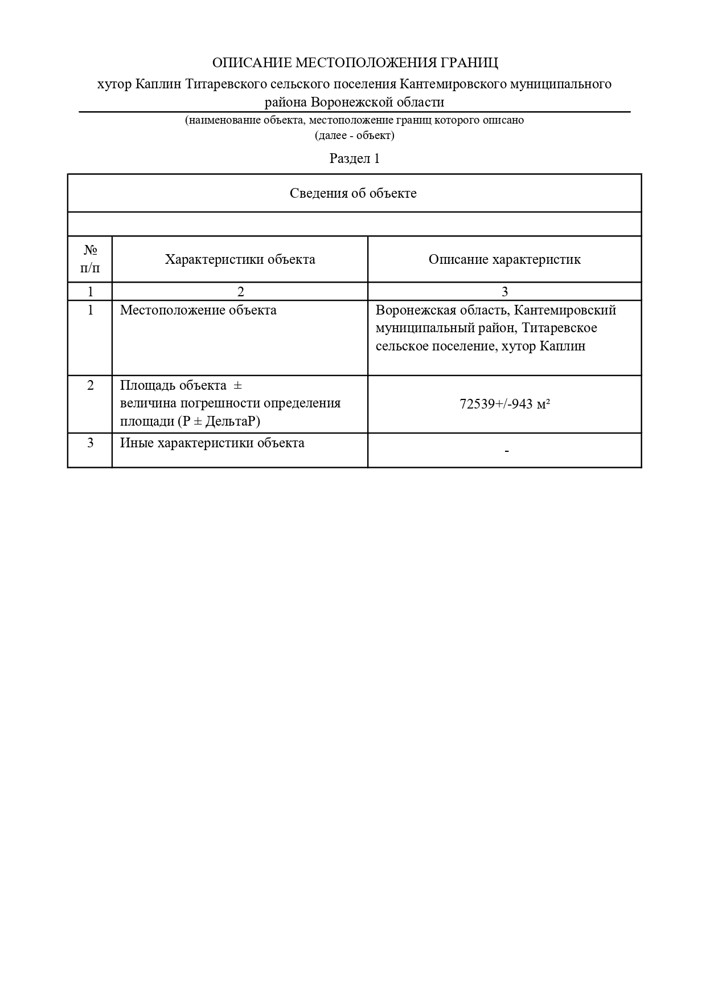 ОПИСАНИЕ МЕСТОПОЛОЖЕНИЯ ГРАНИЦ
хутор Каплин Титаревского сельского поселения Кантемировского муниципального
района Воронежской области
(наименование объекта, местоположение границ которого описано
(далее - объект)
Раздел 1
Сведения об объекте
№
п/п
Характеристики объекта
Описание характеристик
1
2
3
1
Местоположение объекта
Воронежская область, Кантемировский
муниципальный район, Титаревское
сельское поселение, хутор Каплин
2
Площадь объекта ±
величина погрешности определения
площади (Р ± ДельтаР)
72539+/-943 м²
3
Иные характеристики объекта
-